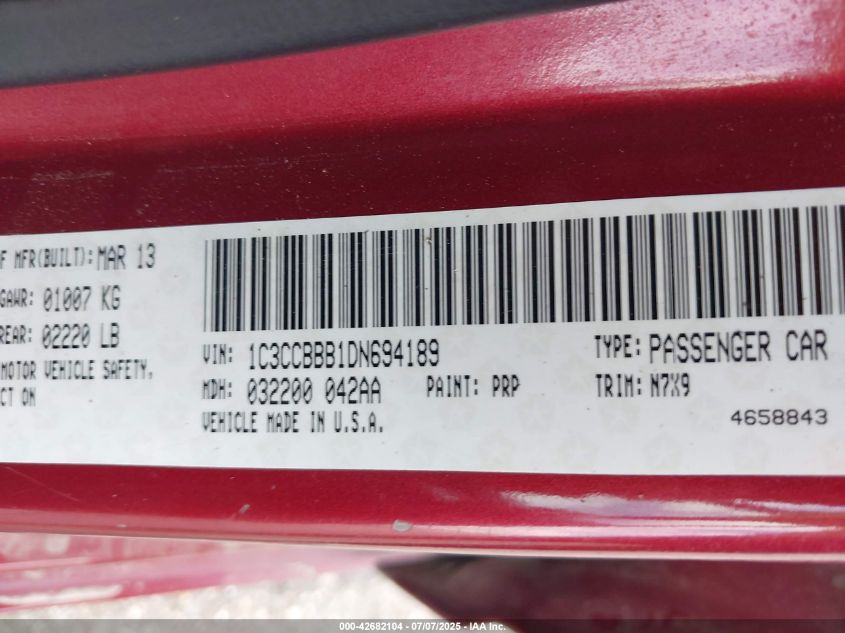 F MFR(BUILT): MAR 13
GAWR: 01007 KG
REAR: 02220 LB
MOTOR VEHICLE SAFETY,
CT ON
VIN: 1C3CCBBB1DN694189
TYPE: PASSENGER CAR
MDH: 032200 042AA PAINT: PRP TRIM: N7X9
VEHICLE MADE IN U.S.A.
4658843
000-42682104 - 07/07/2025 - IAA Inc.